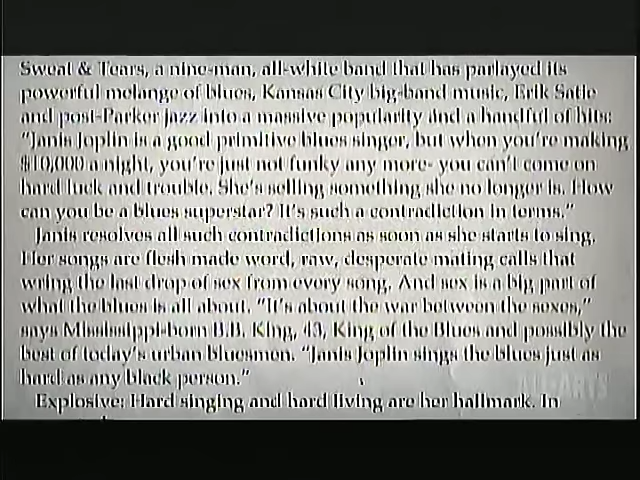 Sweat & Tears, a nine-man, all-white band that has parlayed its
powerful melange of blues, Kansas City big-band music, Erik Satie
and post-Parker jazz into a massive popularity and a handful of hits:
“Janis Joplin is a good primitive blues singer, but when you’re making
$10,000 a night, you’re just not funky any more- you can’t come on
hard luck and trouble. She’s selling something she no longer is. How
can you be a blues superstar? It’s such a contradiction in terms.”
Janis resolves all such contradictions as soon as she starts to sing.
Her songs are flesh made word, raw, desperate mating calls that
wring the last drop of sex from every song. And sex is a big part of
what the blues is all about. “It’s about the war between the sexes,”
says Mississippi-born B.B. King, 43, King of the Blues and possibly the
best of today’s urban bluesmen. “Janis Joplin sings the blues just as
hard as any black person.”
ALL ARTS
Explosive: Hard singing and hard living are her hallmark. In